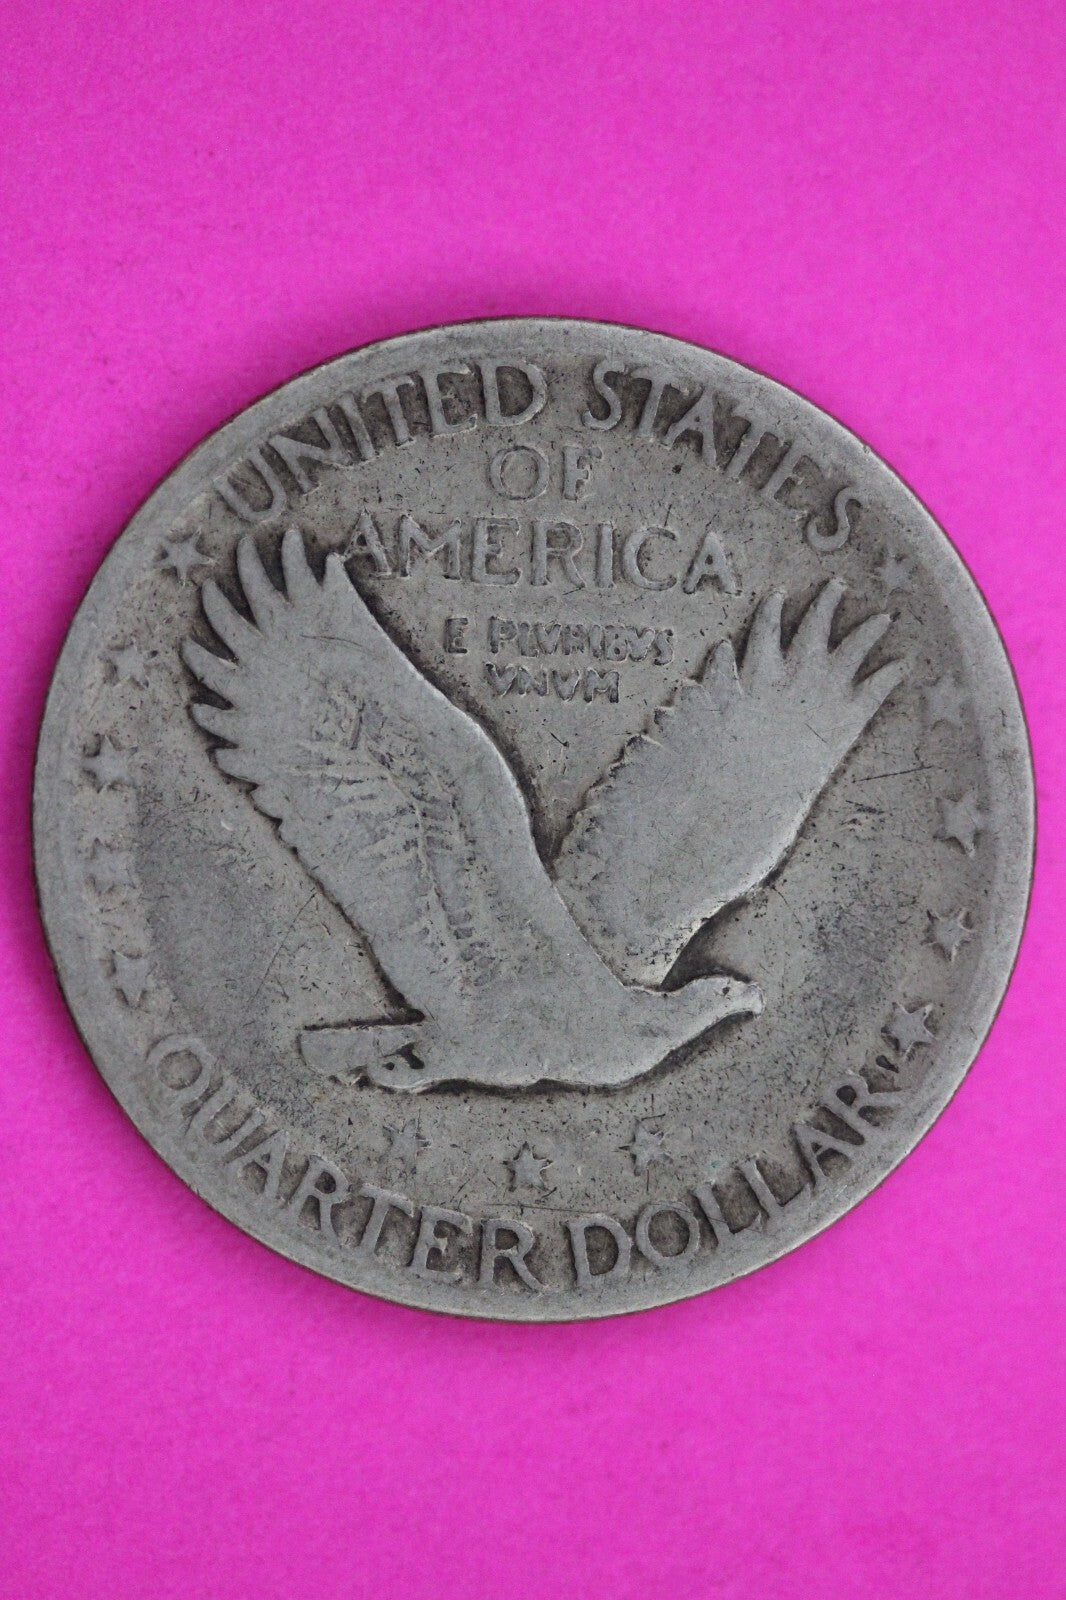 UNITED STATES
OF
AMERICA
E PLVRIBVS
VNVM
QUARTER DOLLAR